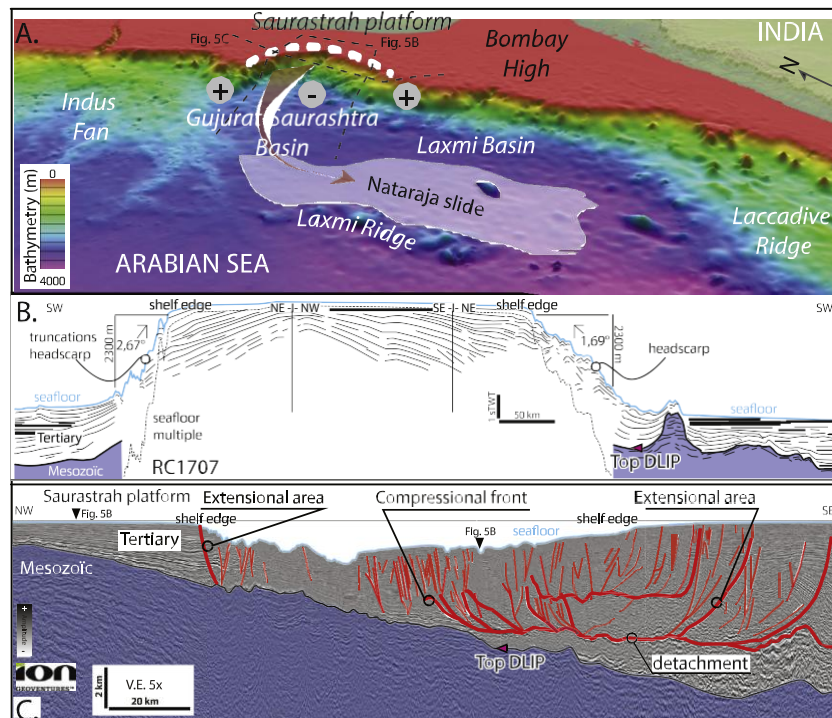 A.
Saurastrah platform
Fig. 5C
Fig. 5B
INDIA
Bombay
High
N
+
-
+
Indus
Fan
Gujurat-Saurashtra
Basin
Laxmi Basin
Bathymetry (m)
0
4000
Nataraja slide
Laxmi Ridge
Laccadive
Ridge
ARABIAN SEA
B.
SW
shelf edge
NE -J- NW
SE -J- NE
shelf edge
SW
truncations
headscarp
2300 m
2,67°
1,69°
2300 m
headscarp
seafloor
seafloor
multiple
1 sTWT
50 km
seafloor
Tertiary
Mesozoïc
RC1707
Top DLIP
Saurastrah platform
Extensional area
Compressional front
Extensional area
NW
Fig. 5B
shelf edge
FIg. 5B
seafloor
shelf edge
Tertiary
Mesozoïc
ion
GEOVENTURES
2 km
V.E. 5x
20 km
Top DLIP
detachment
C.